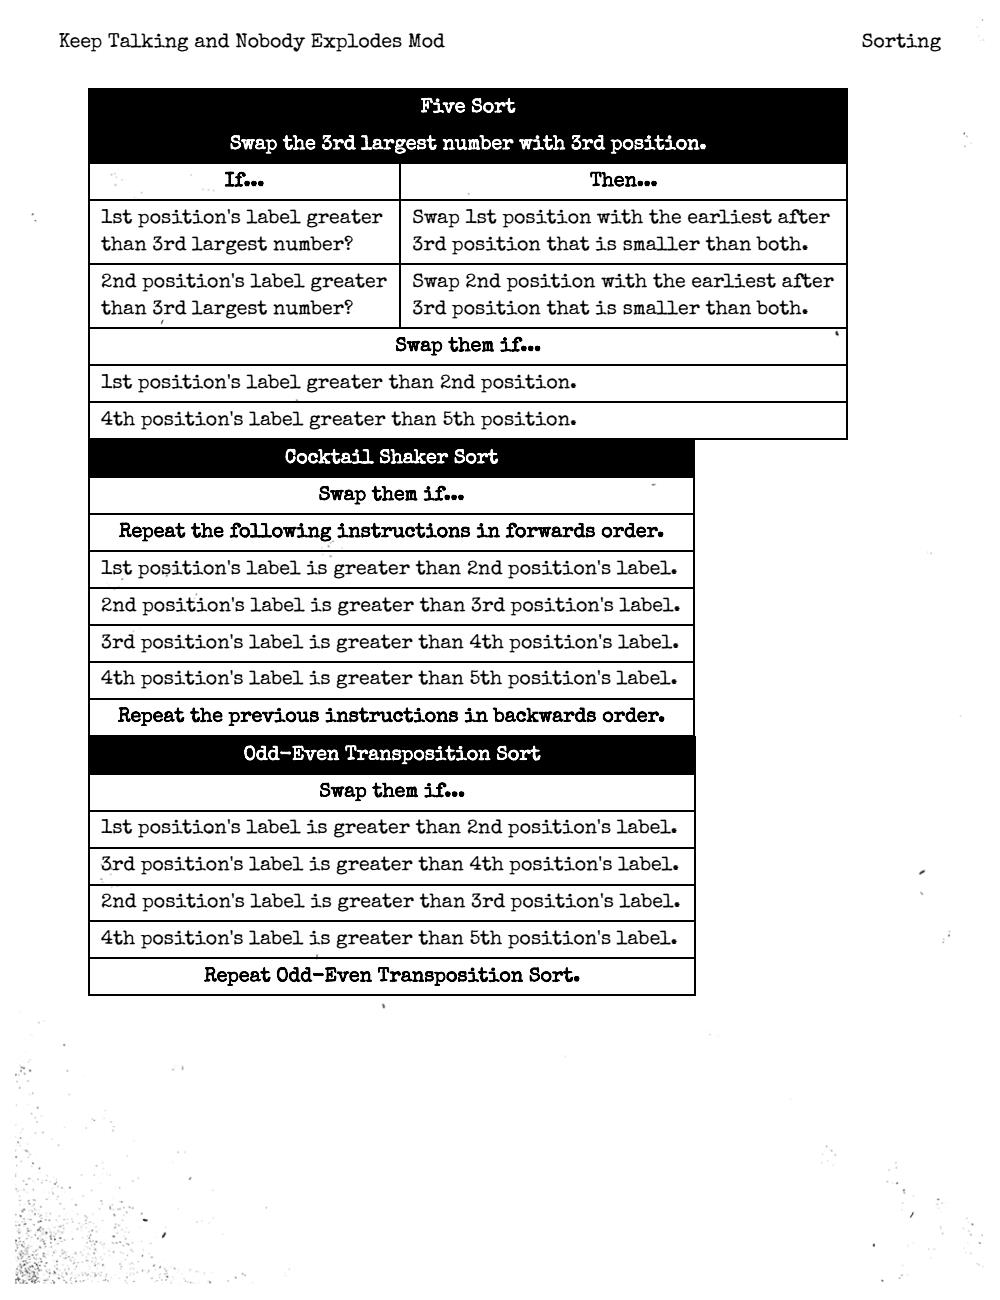 Keep Talking and Nobody Explodes Mod
Sorting
Five Sort
Swap the 3rd largest number with 3rd position.
If...
Then...
1st position's label greater
than 3rd largest number?
Swap 1st position with the earliest after
3rd position that is smaller than both.
2nd position's label greater
than 3rd largest number?
Swap 2nd position with the earliest after
3rd position that is smaller than both.
Swap them if...
1st position's label greater than 2nd position.
4th position's label greater than 5th position.
Cocktail Shaker Sort
Swap them if...
Repeat the following instructions in forwards order.
1st position's label is greater than 2nd position's label.
2nd position's label is greater than 3rd position's label.
3rd position's label is greater than 4th position's label.
4th position's label is greater than 5th position's label.
Repeat the previous instructions in backwards order.
Odd-Even Transposition Sort
Swap them if...
1st position's label is greater than 2nd position's label.
3rd position's label is greater than 4th position's label.
2nd position's label is greater than 3rd position's label.
4th position's label is greater than 5th position's label.
Repeat Odd-Even Transposition Sort.